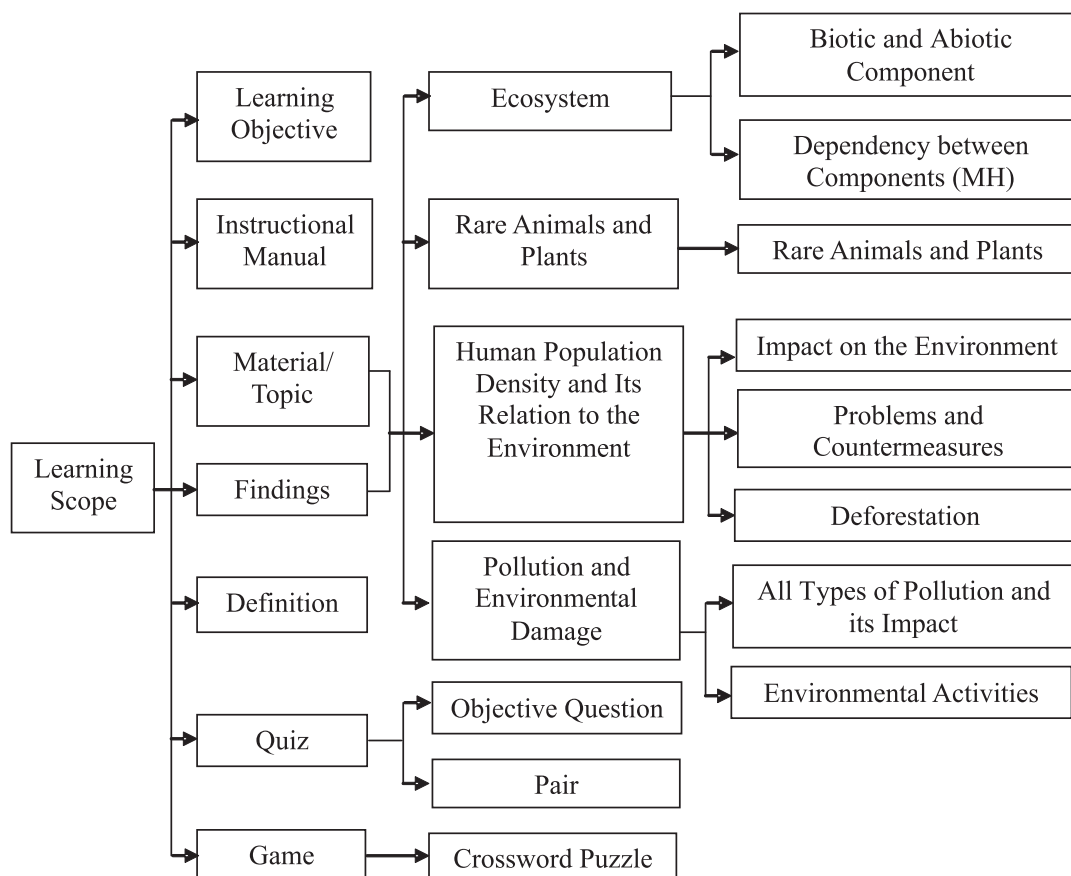 Learning
Scope
Learning
Objective
Instructional
Manual
Material/
Topic
Findings
Definition
Quiz
Game
Ecosystem
Rare Animals and
Plants
Human Population
Density and Its
Relation to the
Environment
Pollution and
Environmental
Damage
Objective Question
Pair
Crossword Puzzle
Biotic and Abiotic
Component
Dependency between
Components (MH)
Rare Animals and Plants
Impact on the Environment
Problems and
Countermeasures
Deforestation
All Types of Pollution and
its Impact
Environmental Activities